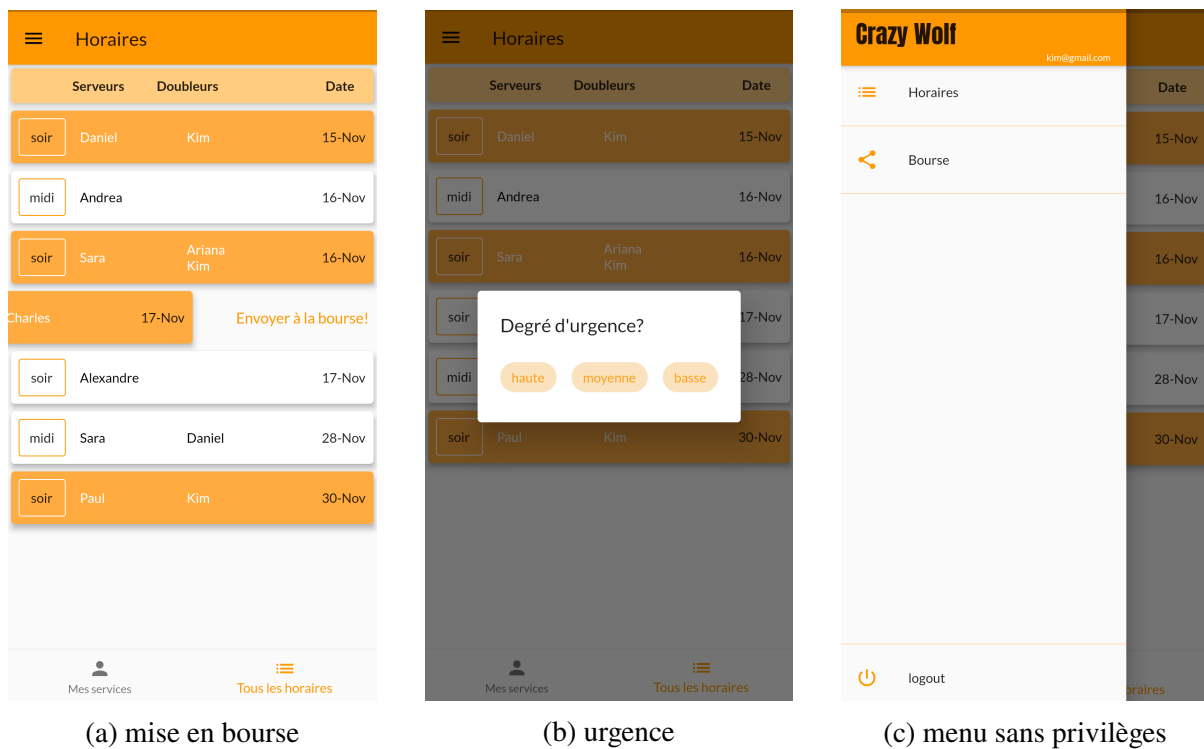 Horaires
Serveurs Doubleurs Date
soir Daniel Kim 15-Nov
midi Andrea 16-Nov
soir Sara Ariana Kim 16-Nov
Charles 17-Nov Envoyer à la bourse!
soir Alexandre 17-Nov
midi Sara Daniel 28-Nov
soir Paul Kim 30-Nov
Mes services Tous les horaires
(a) mise en bourse
Horaires
Serveurs Doubleurs Date
soir Daniel Kim 15-Nov
midi Andrea 16-Nov
soir Sara Ariana Kim 16-Nov
soir 17-Nov
Degré d'urgence?
haute moyenne basse
midi 28-Nov
soir Paul Kim 30-Nov
Mes services Tous les horaires
(b) urgence
Crazy Wolf
kim@gmail.com
Date
Horaires
15-Nov
Bourse
16-Nov
16-Nov
17-Nov
28-Nov
30-Nov
logout
oraires
(c) menu sans privilèges